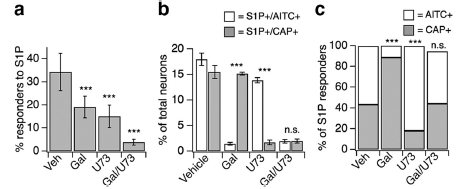 a
% responders to S1P
40
30
20
10
0
***
***
***
Veh
Gal
U73
Gal/U73
b
S1P+/AITC+
S1P+/CAP+
% of total neurons
20
15
10
5
0
***
***
n.s.
Vehicle
Gal
U73
Gal/U73
c
AITC+
CAP+
% of S1P responders
100
80
60
40
20
0
***
***
n.s.
Veh
Gal
U73
Gal/U73